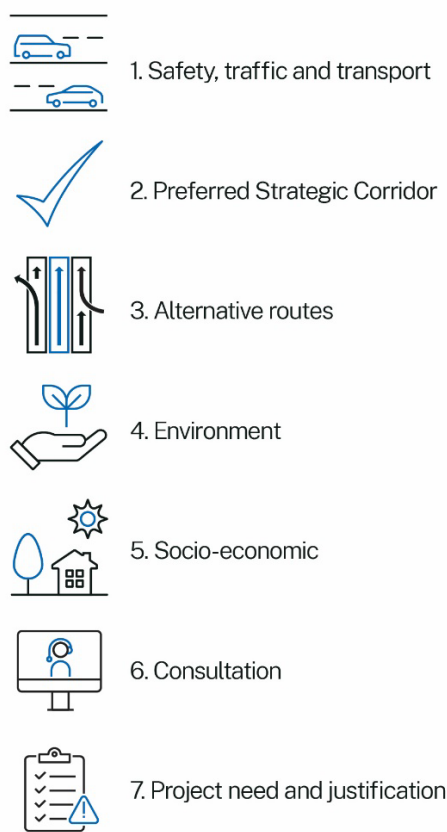 1. Safety, traffic and transport
2. Preferred Strategic Corridor
3. Alternative routes
4. Environment
5. Socio-economic
6. Consultation
7. Project need and justification